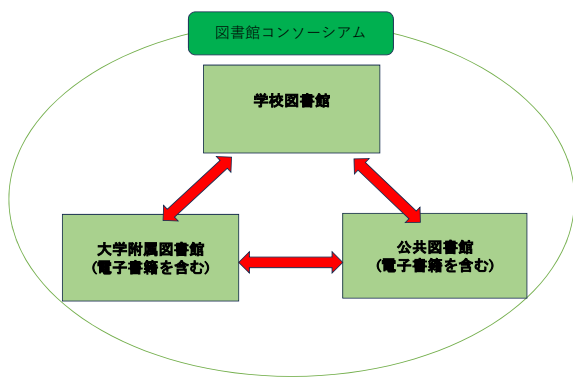 図書館コンソーシアム
学校図書館
大学附属図書館
(電子書籍を含む)
公共図書館
(電子書籍を含む)